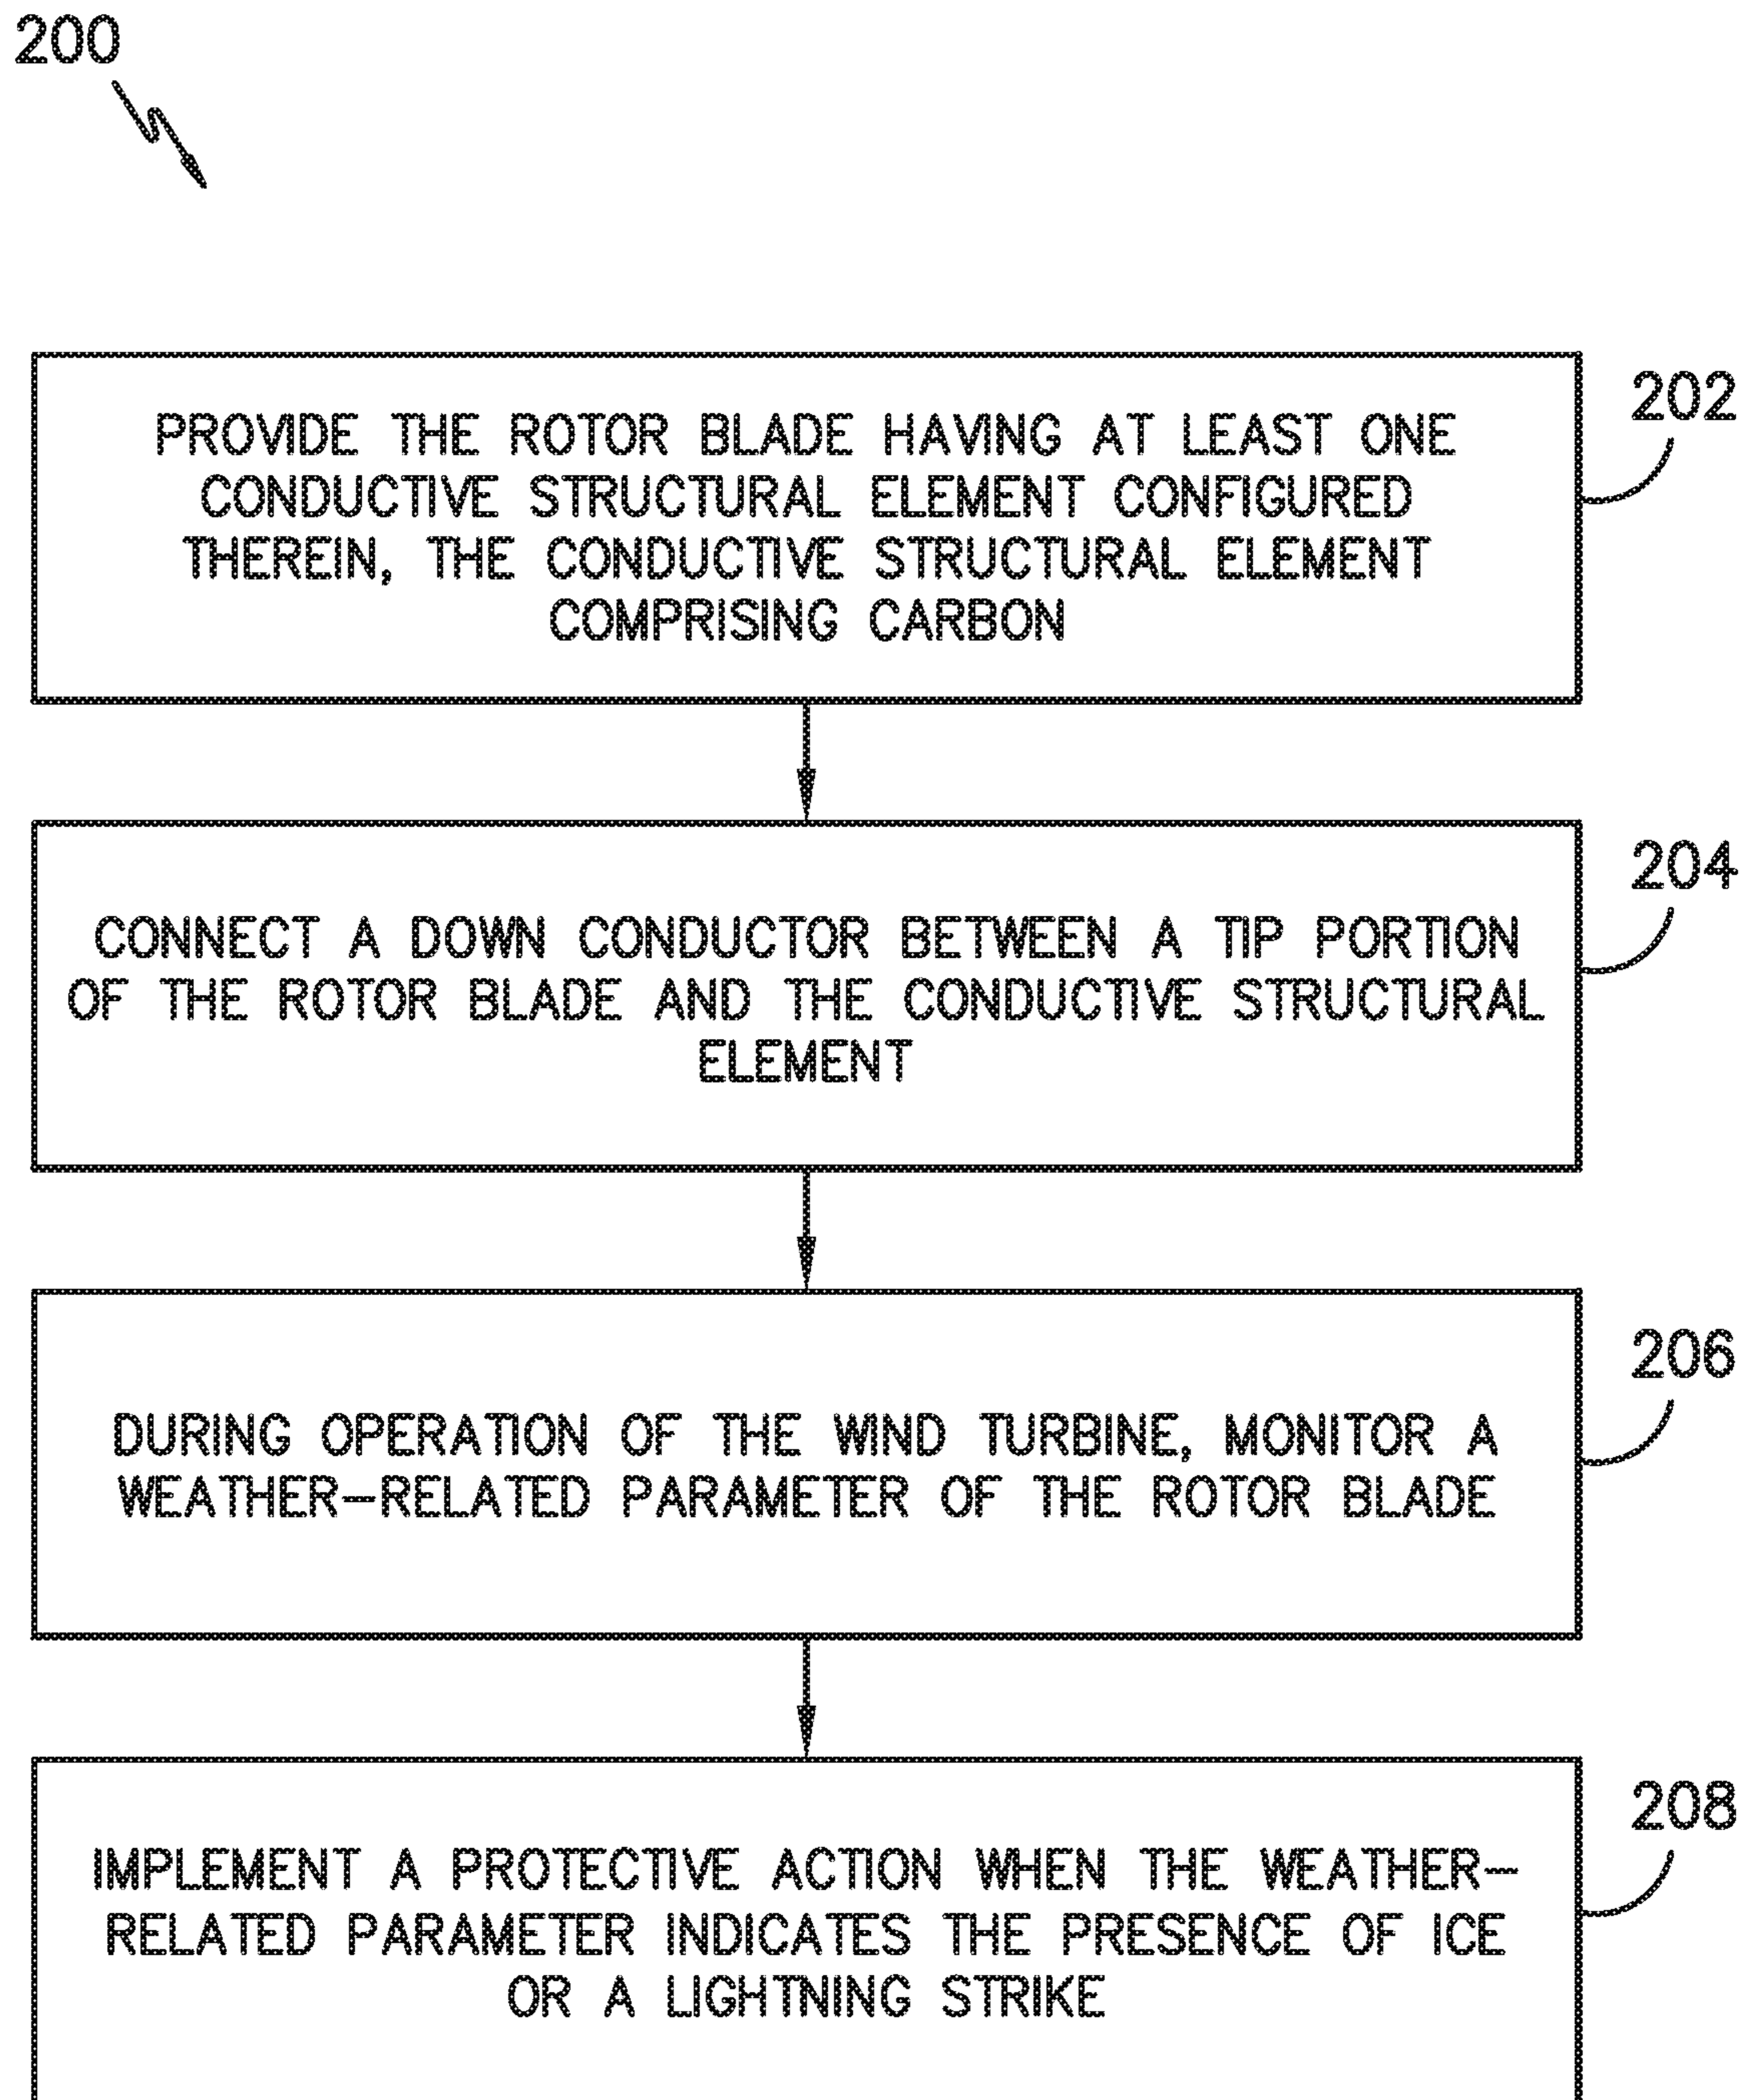 200
PROVIDE THE ROTOR BLADE HAVING AT LEAST ONE
CONDUCTIVE STRUCTURAL ELEMENT CONFIGURED
THEREIN, THE CONDUCTIVE STRUCTURAL ELEMENT
COMPRISING CARBON
202
CONNECT A DOWN CONDUCTOR BETWEEN A TIP PORTION
OF THE ROTOR BLADE AND THE CONDUCTIVE STRUCTURAL
ELEMENT
204
DURING OPERATION OF THE WIND TURBINE, MONITOR A
WEATHER–RELATED PARAMETER OF THE ROTOR BLADE
206
IMPLEMENT A PROTECTIVE ACTION WHEN THE WEATHER–
RELATED PARAMETER INDICATES THE PRESENCE OF ICE
OR A LIGHTNING STRIKE
208